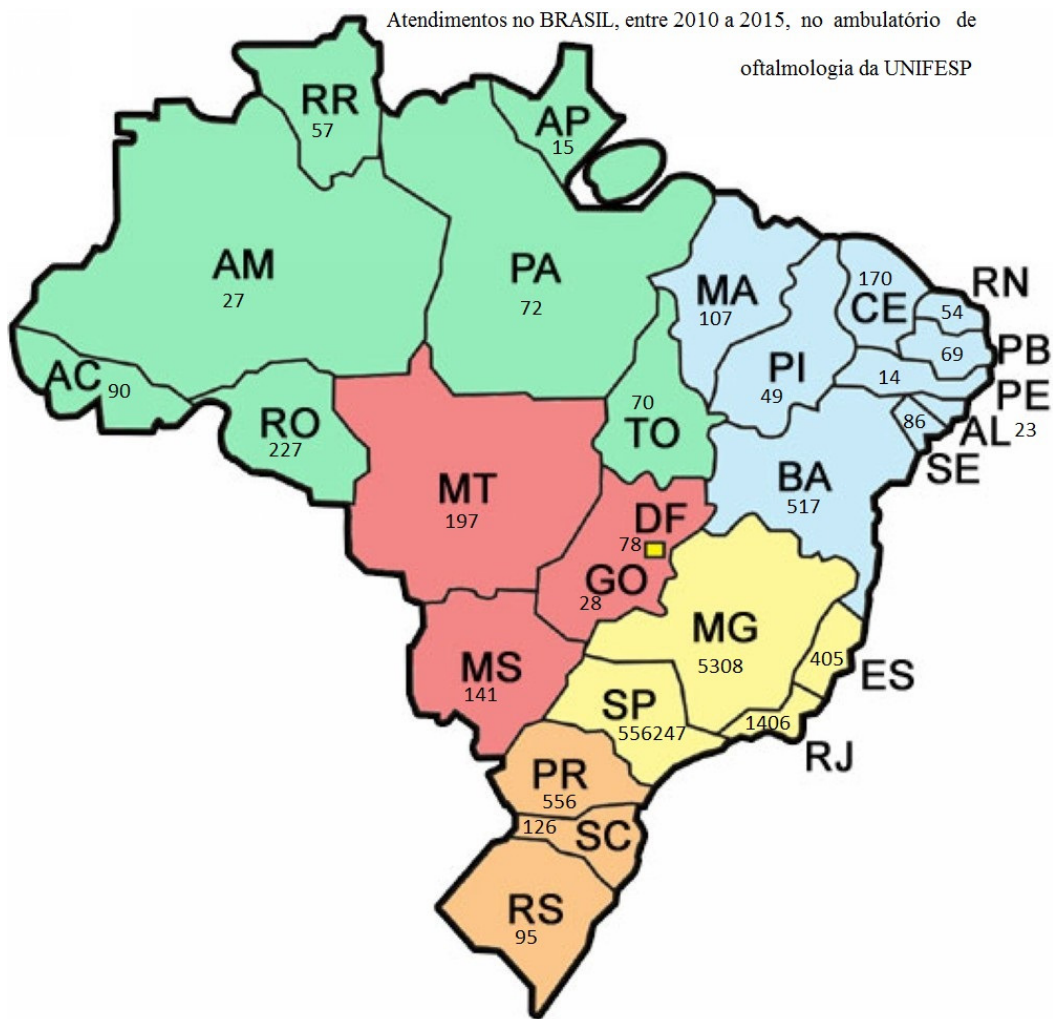 Atendimentos no BRASIL, entre 2010 a 2015, no ambulatório de
oftalmologia da UNIFESP
RR
57
AP
15
AM
27
PA
72
MA
107
170
CE
RN
54
PB
69
PI
49
14
PE
AC
90
RO
227
70
TO
86
AL 23
SE
BA
517
MT
197
DF
78
GO
28
MG
5308
405
ES
MS
141
SP
556247
1406
RJ
PR
556
126
SC
RS
95